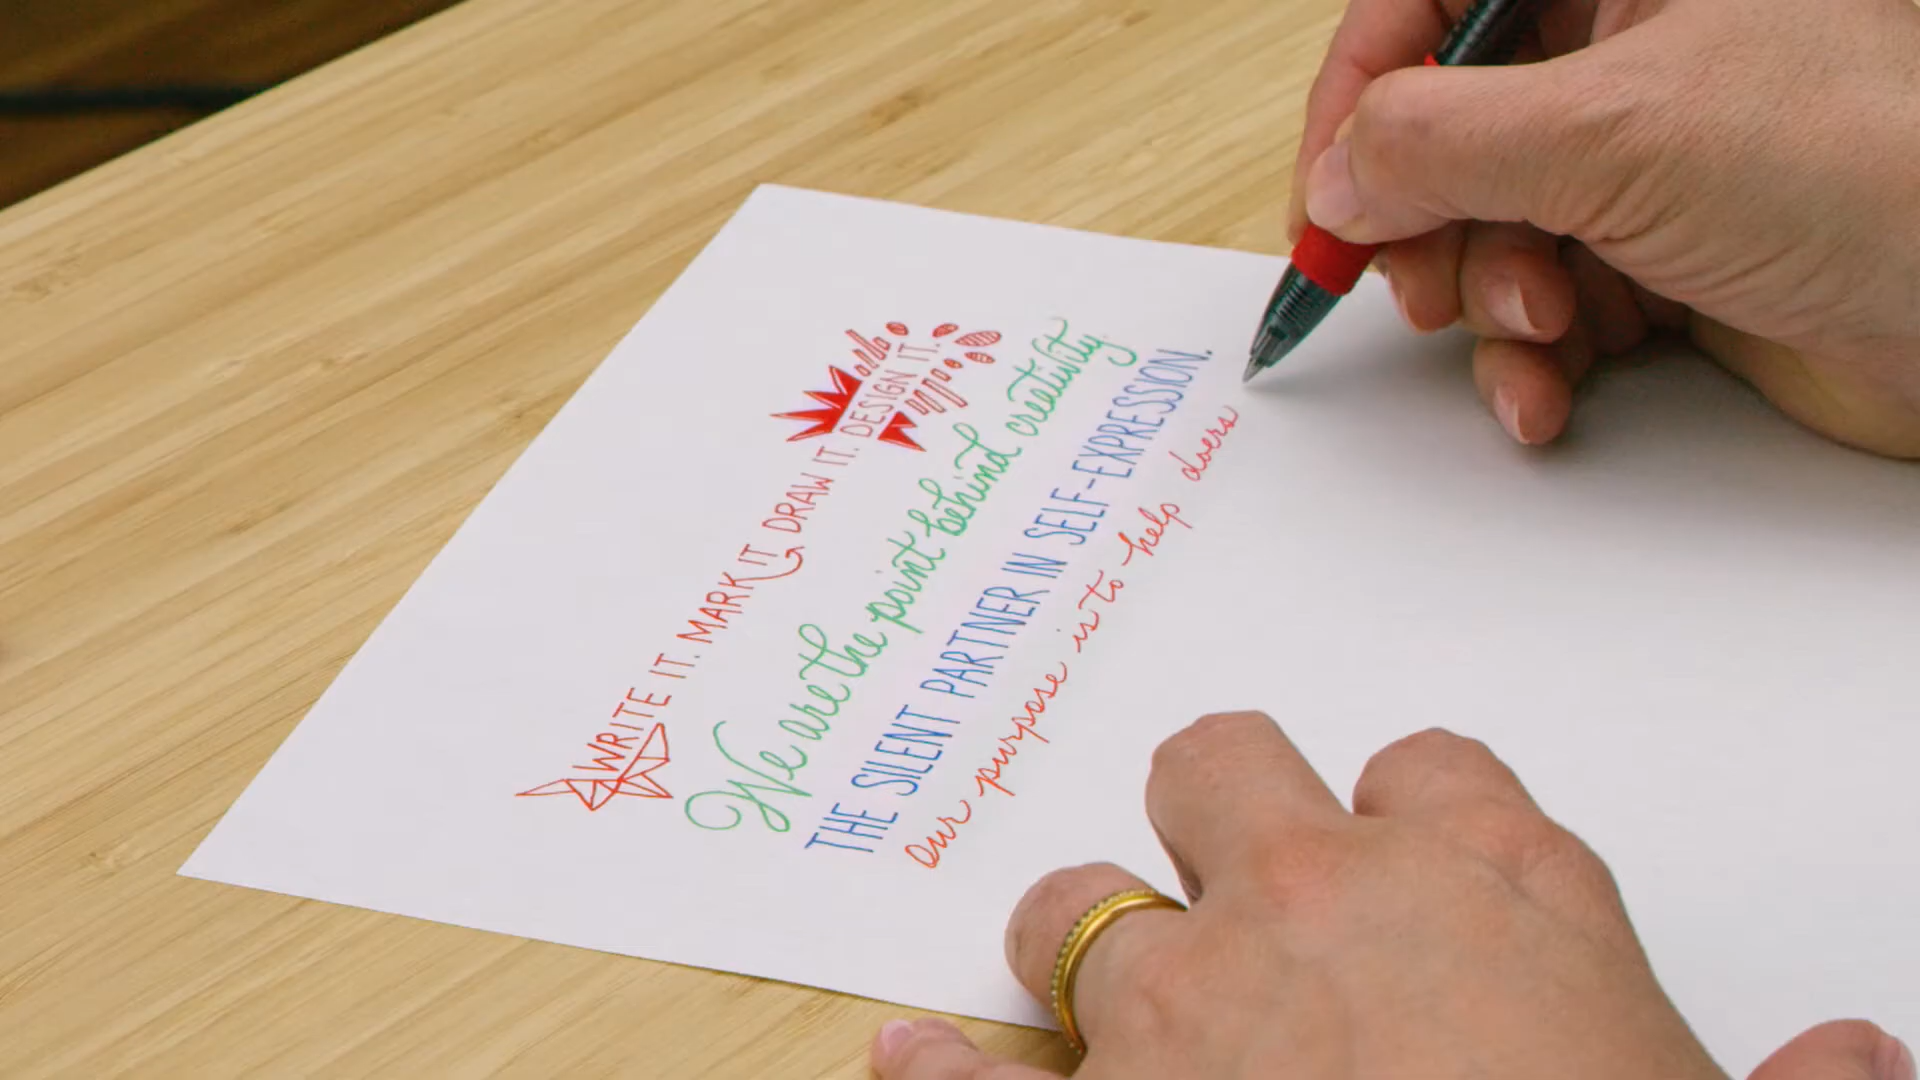 WRITE IT. MARK IT. DRAW IT. DESIGN IT.
We are the point behind creativity.
THE SILENT PARTNER IN SELF-EXPRESSION.
our purpose is to help doers